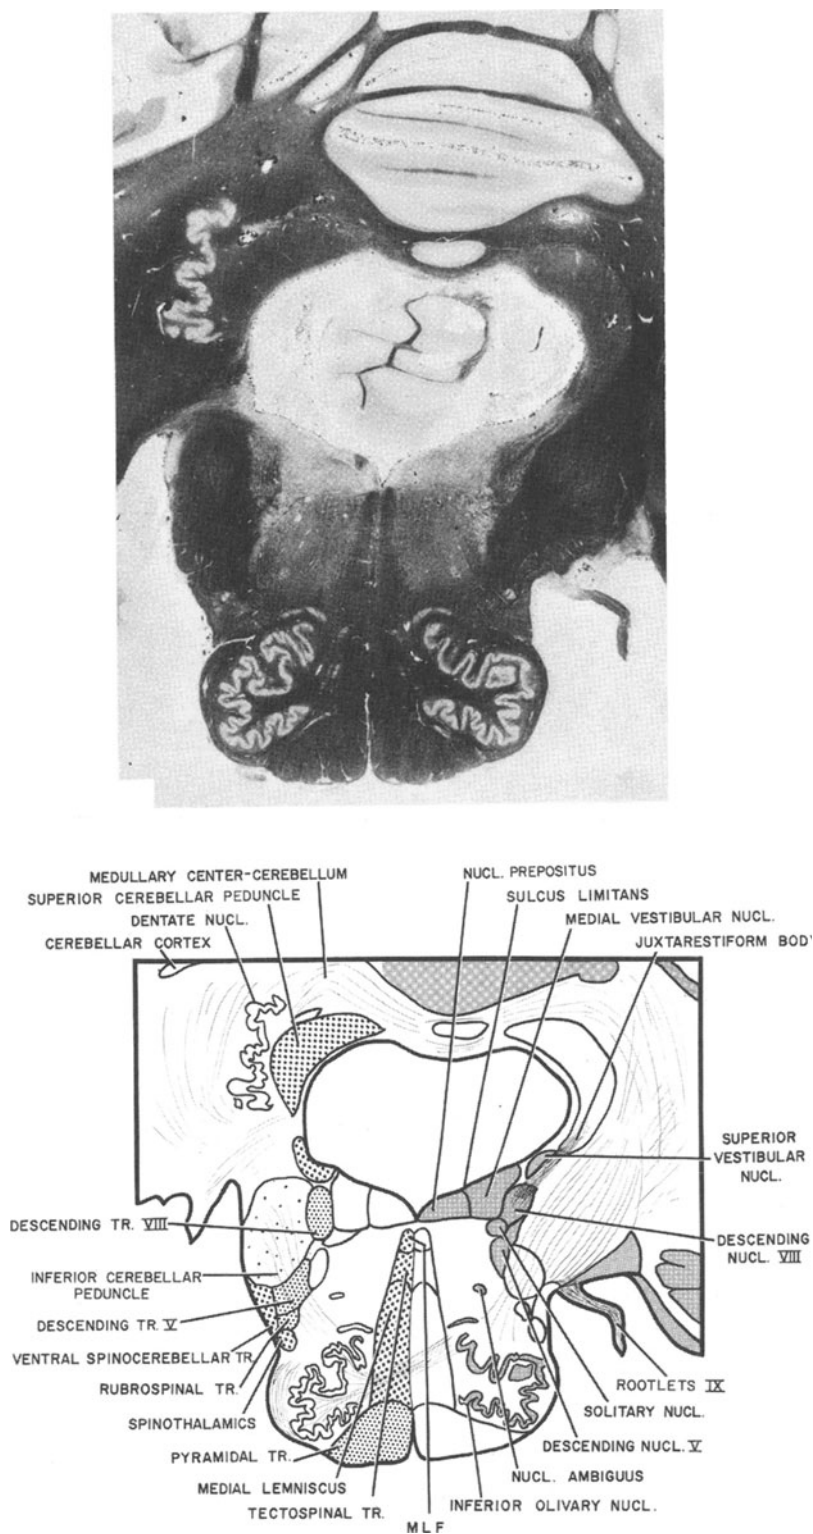 MEDULLARY CENTER-CEREBELLUM
SUPERIOR CEREBELLAR PEDUNCLE
DENTATE NUCL.
CEREBELLAR CORTEX
NUCL. PREPOSITUS
SULCUS LIMITANS
MEDIAL VESTIBULAR NUCL.
JUXTARESTIFORM BODY
SUPERIOR
VESTIBULAR
NUCL.
DESCENDING TR. VIII
DESCENDING
NUCL. VIII
INFERIOR CEREBELLAR
PEDUNCLE
DESCENDING TR. V
VENTRAL SPINOCEREBELLAR TR.
RUBROSPINAL TR.
SPINOTHALAMICS
PYRAMIDAL TR.
MEDIAL LEMNISCUS
TECTOSPINAL TR.
MLF
ROOTLETS IX
SOLITARY NUCL.
DESCENDING NUCL. V
NUCL. AMBIGUUS
INFERIOR OLIVARY NUCL.